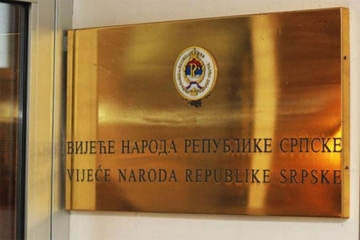 ВИЈЕЋЕ НАРОДА РЕПУБЛИКЕ СРПСКЕ
VIJEĆE NARODA REPUBLIKE SRPSKE